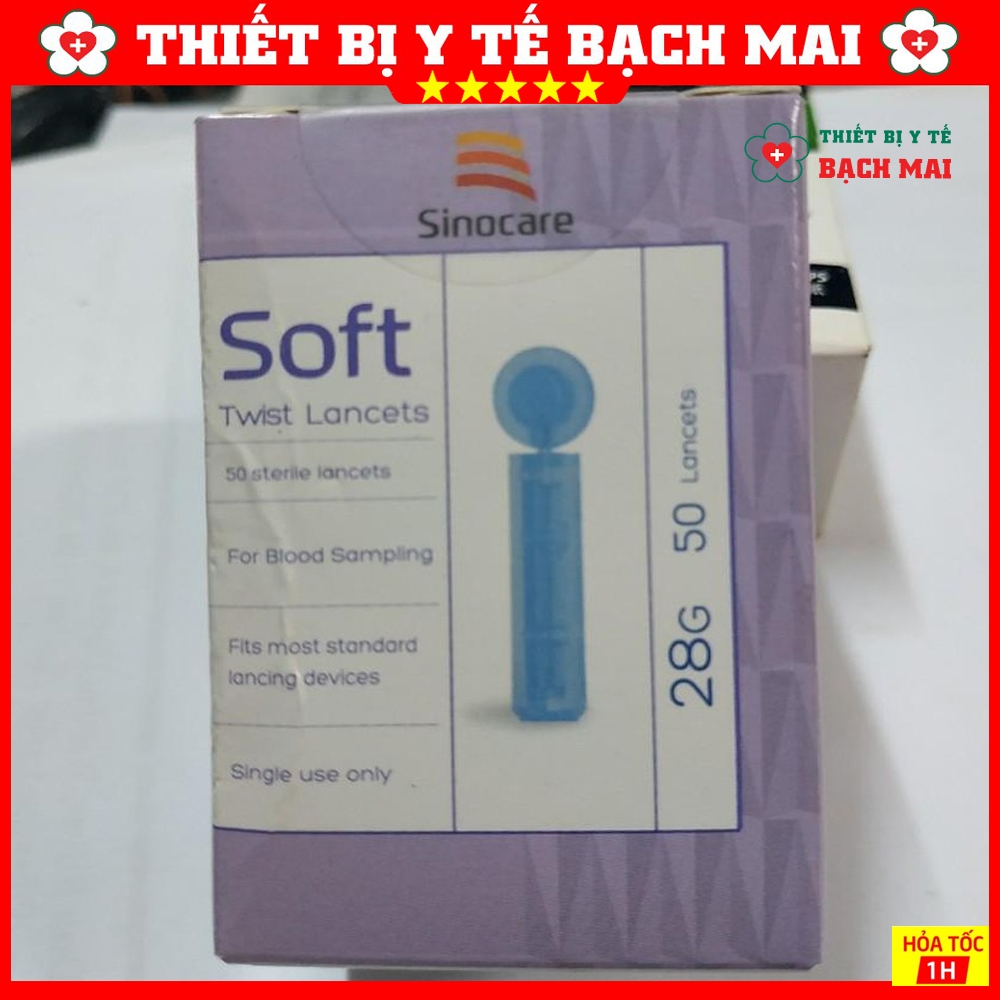 THIẾT BỊ Y TẾ BẠCH MAI
THIẾT BỊ Y TẾ
BẠCH MAI
Sinocare
Soft
Twist Lancets
50 sterile lancets
For Blood Sampling
Fits most standard
lancing devices
Single use only
28G 50 Lancets
HỎA TỐC
1H